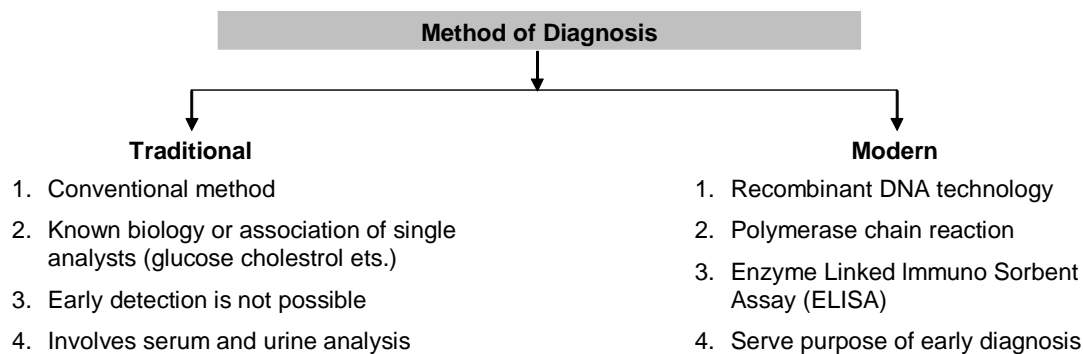 Method of Diagnosis
Traditional
1. Conventional method
2. Known biology or association of single
analysts (glucose cholestrol ets.)
3. Early detection is not possible
4. Involves serum and urine analysis
Modern
1. Recombinant DNA technology
2. Polymerase chain reaction
3. Enzyme Linked Immuno Sorbent
Assay (ELISA)
4. Serve purpose of early diagnosis